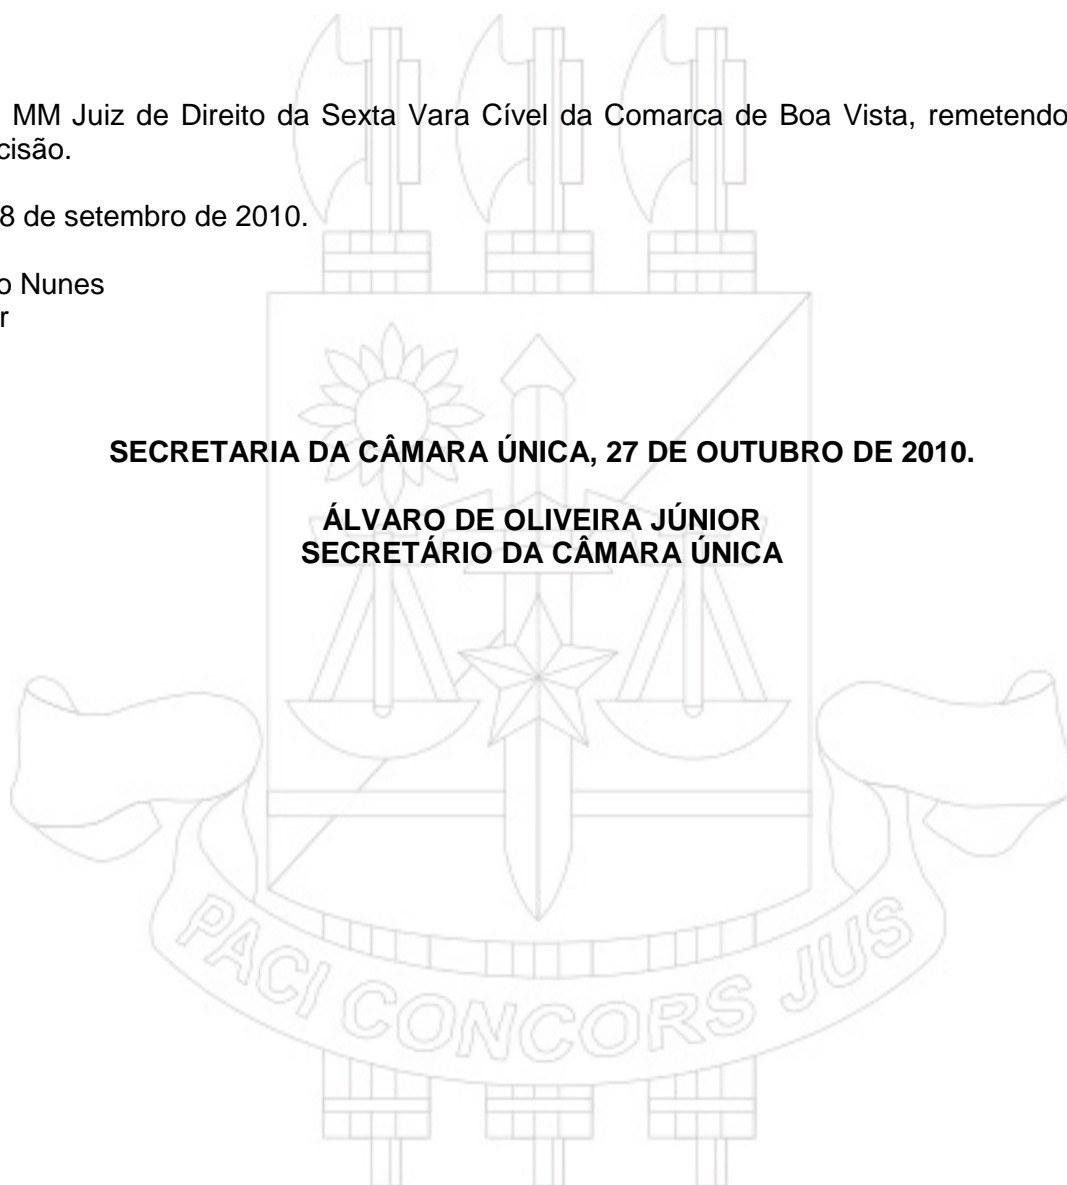 MM Juiz de Direito da Sexta Vara Cível da Comarca de Boa Vista, remetendo
cisão.
8 de setembro de 2010.
o Nunes
r
SECRETARIA DA CÂMARA ÚNICA, 27 DE OUTUBRO DE 2010.
ÁLVARO DE OLIVEIRA JÚNIOR
SECRETÁRIO DA CÂMARA ÚNICA
PACI CONCORS JUS